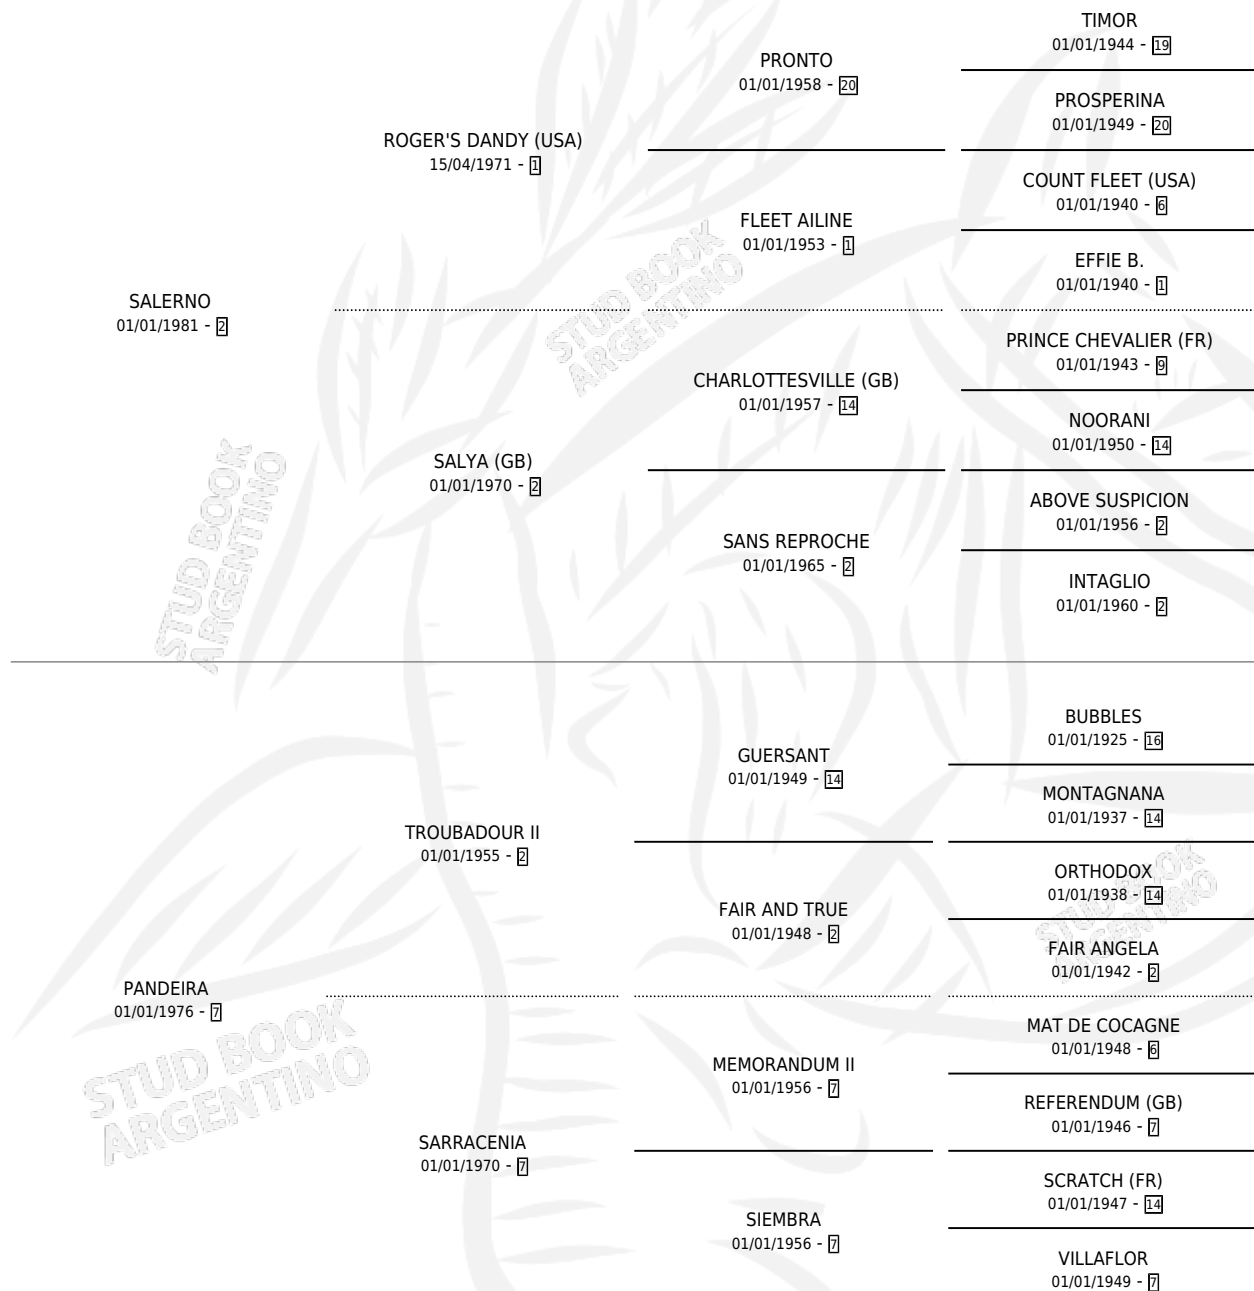 TIMOR
01/01/1944 - 19
PRONTO
01/01/1958 - 20
PROSPERINA
01/01/1949 - 20
ROGER'S DANDY (USA)
15/04/1971 - 1
COUNT FLEET (USA)
01/01/1940 - 6
FLEET AILINE
01/01/1953 - 1
EFFIE B.
01/01/1940 - 1
SALERNO
01/01/1981 - 2
STUD BOOK
ARGENTINO
PRINCE CHEVALIER (FR)
01/01/1943 - 9
CHARLOTTESVILLE (GB)
01/01/1957 - 14
NOORANI
01/01/1950 - 14
SALYA (GB)
01/01/1970 - 2
ABOVE SUSPICION
01/01/1956 - 2
SANS REPROCHE
01/01/1965 - 2
INTAGLIO
01/01/1960 - 2
STUD BOOK
ARGENTINO
BUBBLES
01/01/1925 - 16
GUERSANT
01/01/1949 - 14
MONTAGNANA
01/01/1937 - 14
TROUBADOUR II
01/01/1955 - 2
ORTHODOX
01/01/1938 - 14
FAIR AND TRUE
01/01/1948 - 2
STUD BOOK
ARGENTINO
FAIR ANGELA
01/01/1942 - 2
PANDEIRA
01/01/1976 - 7
MAT DE COCAGNE
01/01/1948 - 6
MEMORANDUM II
01/01/1956 - 7
REFERENDUM (GB)
01/01/1946 - 7
STUD BOOK
ARGENTINO
SARRACENIA
01/01/1970 - 7
SCRATCH (FR)
01/01/1947 - 14
SIEMBRA
01/01/1956 - 7
VILLAFLOR
01/01/1949 - 7